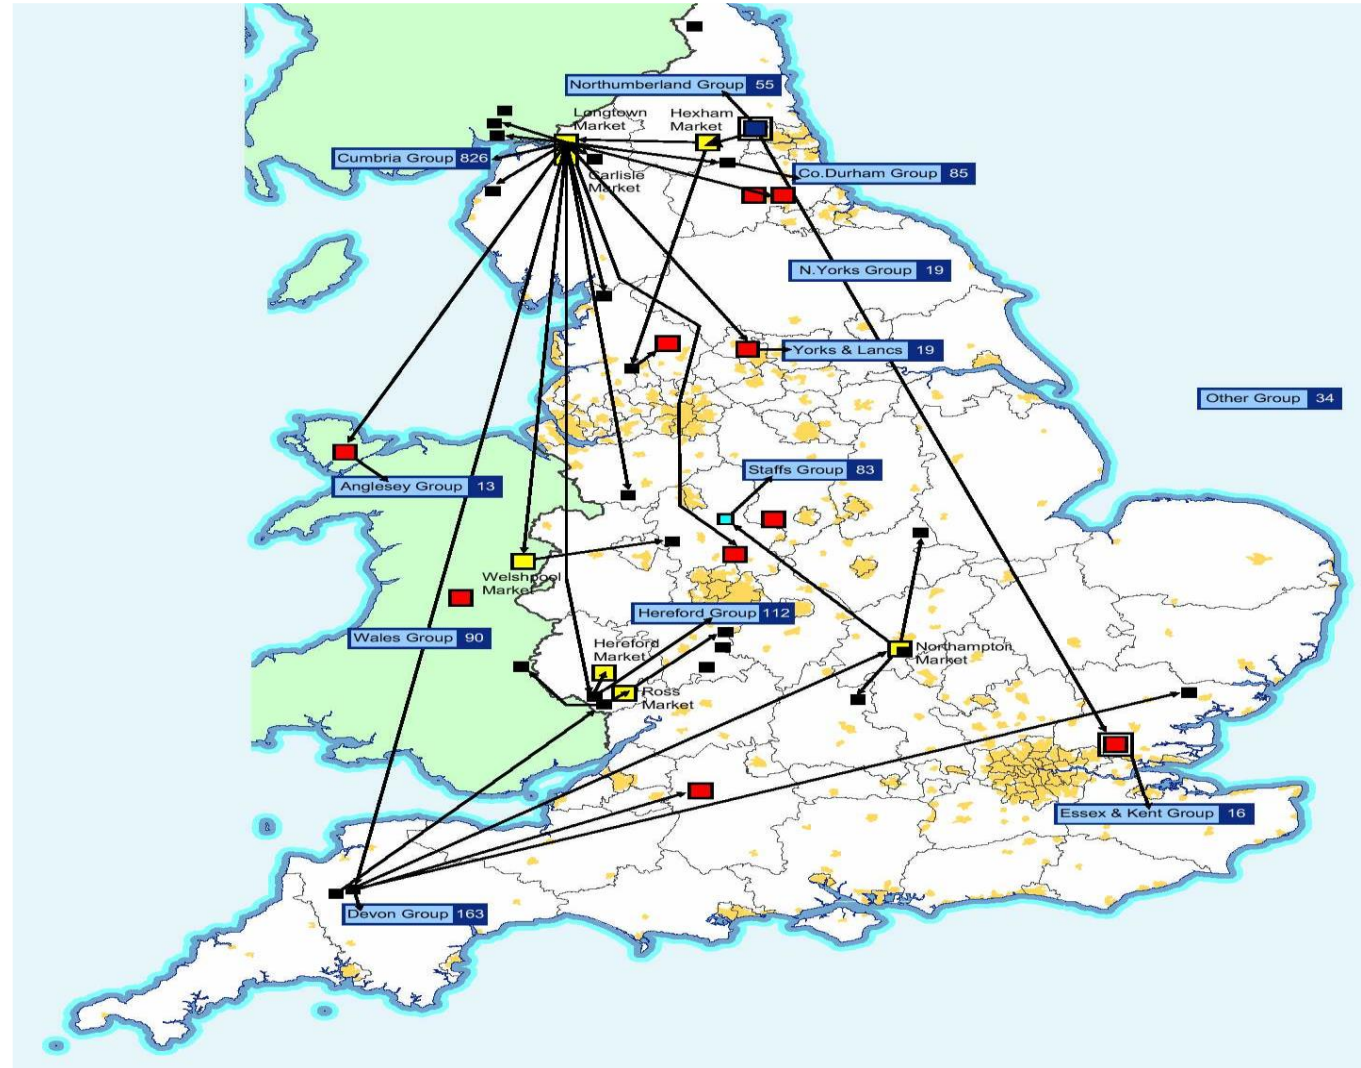 Northumberland Group 55
Longtown
Market
Hexham
Market
Cumbria Group 826
Carlisle
Market
Co.Durham Group 85
N.Yorks Group 19
Yorks & Lancs 19
Other Group 34
Staffs Group 83
Anglesey Group 13
Welshpool
Market
Hereford Group 112
Wales Group 90
Hereford
Market
Northampton
Market
Ross
Market
Essex & Kent Group 16
Devon Group 163